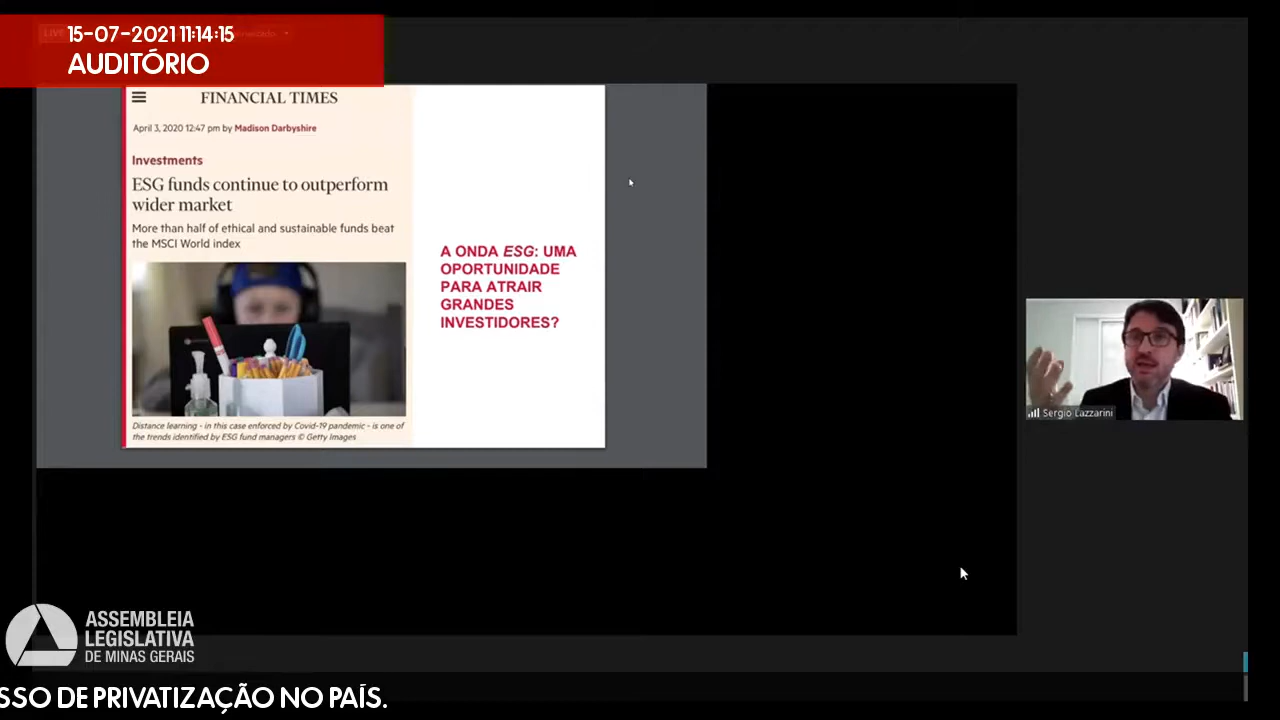 LIVE
15-07-2021 11:14:15
AUDITÓRIO
FINANCIAL TIMES
April 3, 2020 12:47 pm by Madison Darbyshire
Investments
ESG funds continue to outperform
wider market
More than half of ethical and sustainable funds beat
the MSCI World index
Distance learning - in this case enforced by Covid-19 pandemic - is one of
the trends identified by ESG fund managers © Getty Images
A ONDA ESG: UMA
OPORTUNIDADE
PARA ATRAIR
GRANDES
INVESTIDORES?
Sergio Lazzarini
ASSEMBLEIA
LEGISLATIVA
DE MINAS GERAIS
SSO DE PRIVATIZAÇÃO NO PAÍS.